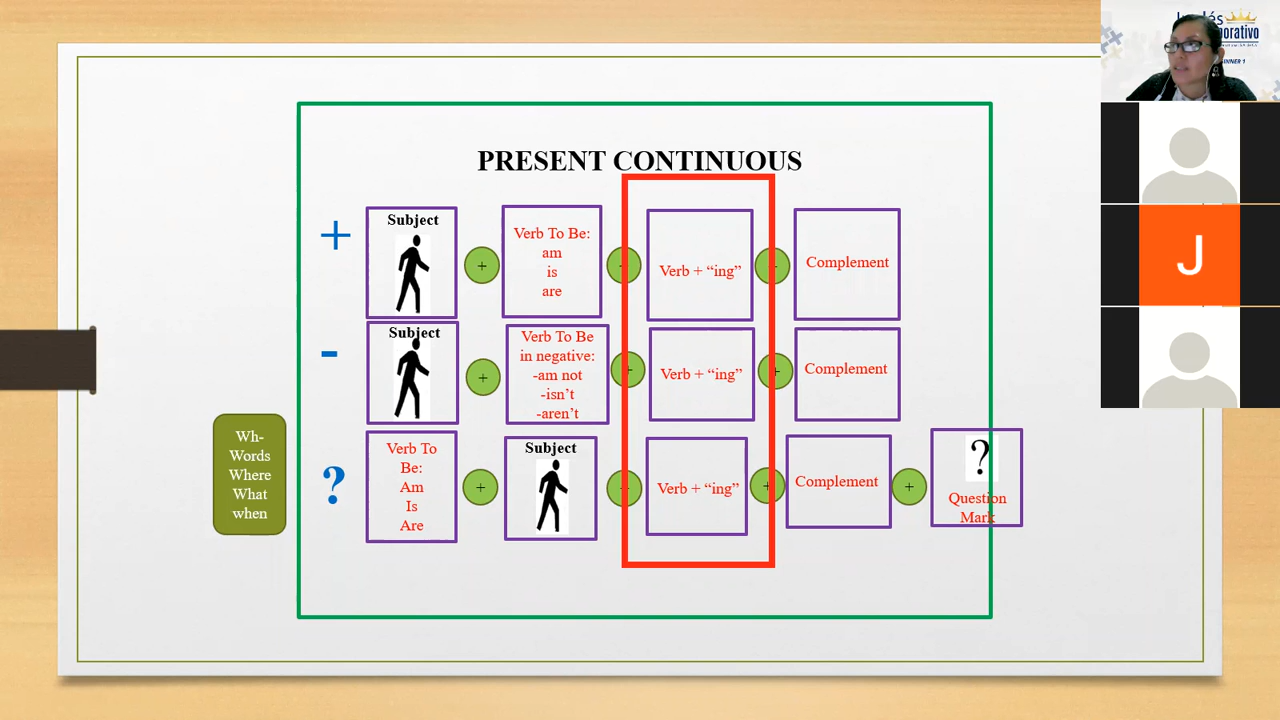 PRESENT CONTINUOUS
+
Subject
+
Verb To Be:
am
is
are
Verb + “ing”
Complement
-
Subject
+
Verb To Be
in negative:
-am not
-isn’t
-aren’t
+
Verb + “ing”
+
Complement
Wh-
Words
Where
What
when
?
Verb To
Be:
Am
Is
Are
+
Subject
Verb + “ing”
+
Complement
+
?
Question
Mark
J